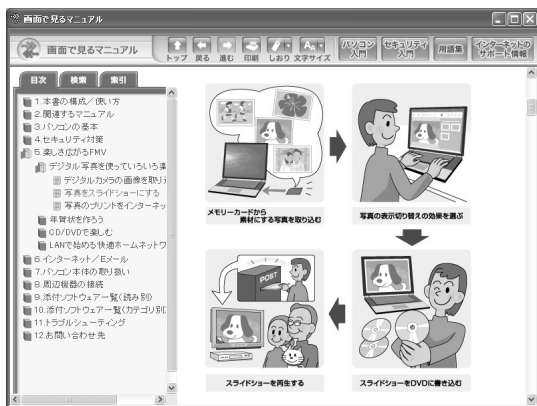 画面で見るマニュアル
画面で見るマニュアル
トップ 戻る 進む 印刷 しおり 文字サイズ
パソコン入門
セキュリティ入門
用語集
インターネットのサポート情報
目次 検索 索引
1.本書の構成／使い方
2.関連するマニュアル
3.パソコンの基本
4.セキュリティ対策
5.楽しさ広がるFMV
デジタル写真を使っていろいろ楽
デジタルカメラの画像を取り
写真をスライドショーにする
写真のプリントをインターネッ
年賀状を作ろう
CD/DVDで楽しむ
LANで始める快適ホームネットワ
6.インターネット／Eメール
7.パソコン本体の取り扱い
8.周辺機器の接続
9.添付ソフトウェア一覧(読み別)
10.添付ソフトウェア一覧(カテゴリ別)
11.トラブルシューティング
12.お問い合わせ先
メモリーカードから
素材にする写真を取り込む
写真の表示切り替えの効果を選ぶ
POST
スライドショーを再生する
スライドショーをDVDに書き込む